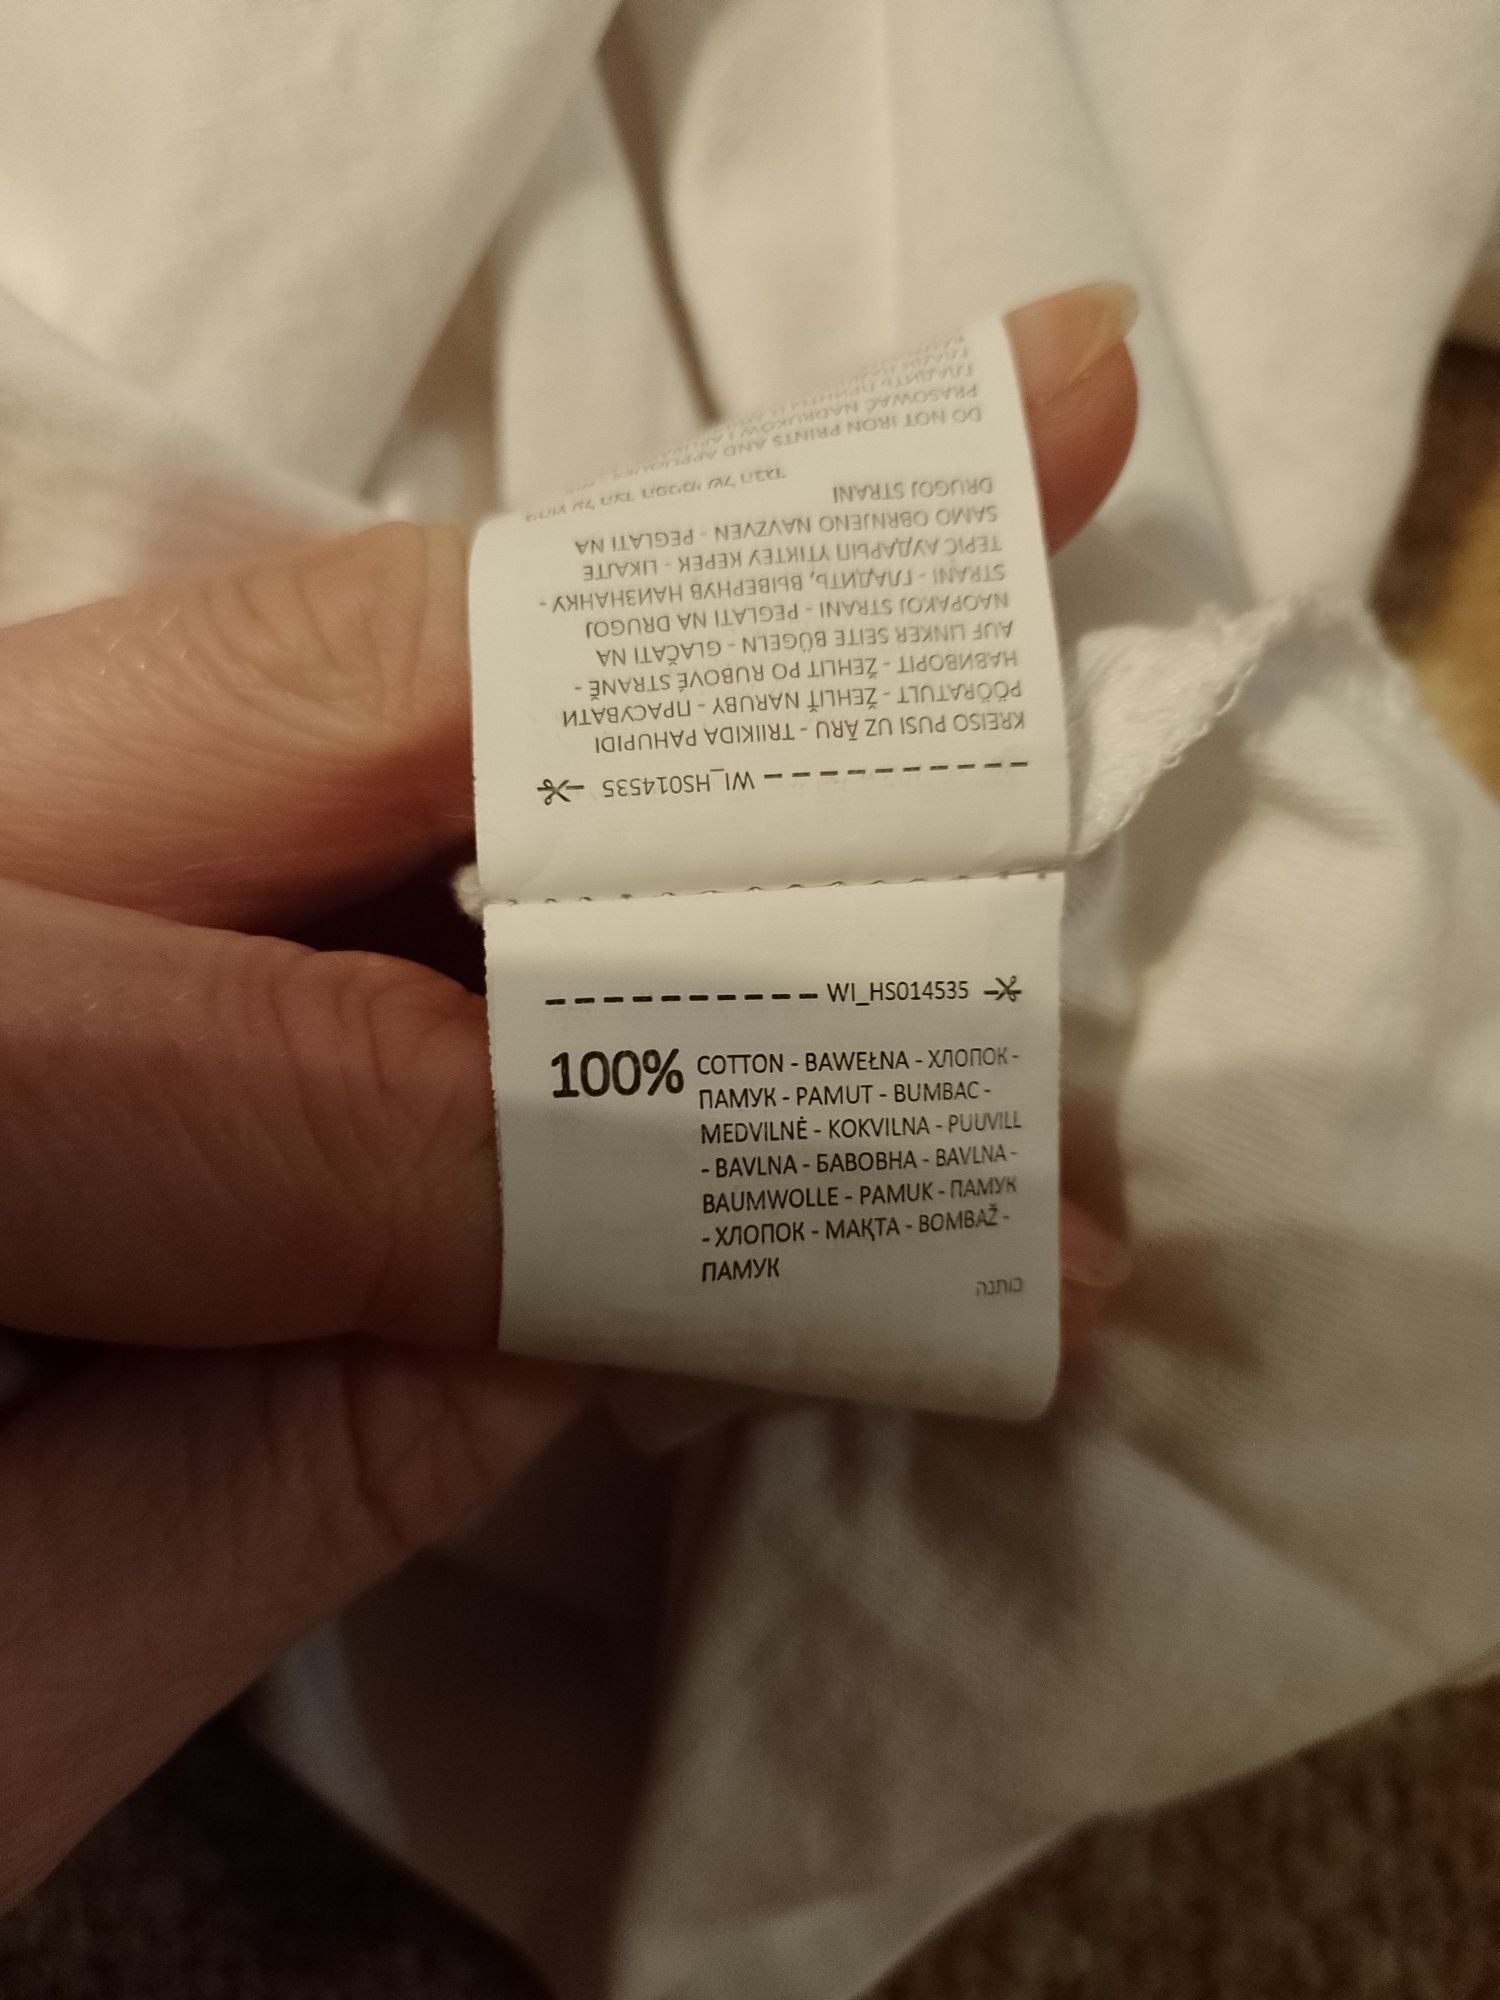 DO NOT IRON PRINTS AND APPLIQUES
PRASOWAĆ NADRUKÓW I
KREISO PUSI UZ ĀRU - TRIIKIDA PAHUPIDI
PÖÖRATULT - ŽEHLIŤ NARUBY - ПРАСУВАТИ
НАВИВОРІТ - ŽEHLIT PO RUBOVÉ STRANĚ -
AUF LINKER SEITE BÜGELN - GLAČATI NA
NAOPAKOJ STRANI - PEGLATI NA DRUGOJ
STRANI - ГЛАДИТЬ, ВЫВЕРНУВ НАИЗНАНКУ -
ТЕРІС АУДАРЫП ҮТІКТЕУ КЕРЕК - LIKAJTE
SAMO OBRNJENO NAVZVEN - PEGLATI NA
DRUGOJ STRANI
WI_HS014535
WI_HS014535
100% COTTON - BAWEŁNA - ХЛОПОК -
ПАМУК - PAMUT - BUMBAC -
MEDVILNĖ - KOKVILNA - PUUVILL
- BAVLNA - БАВОВНА - BAVLNA -
BAUMWOLLE - PAMUK - ПАМУК
- ХЛОПОК - МАҚТА - BOMBAŽ -
ПАМУК
כותנה